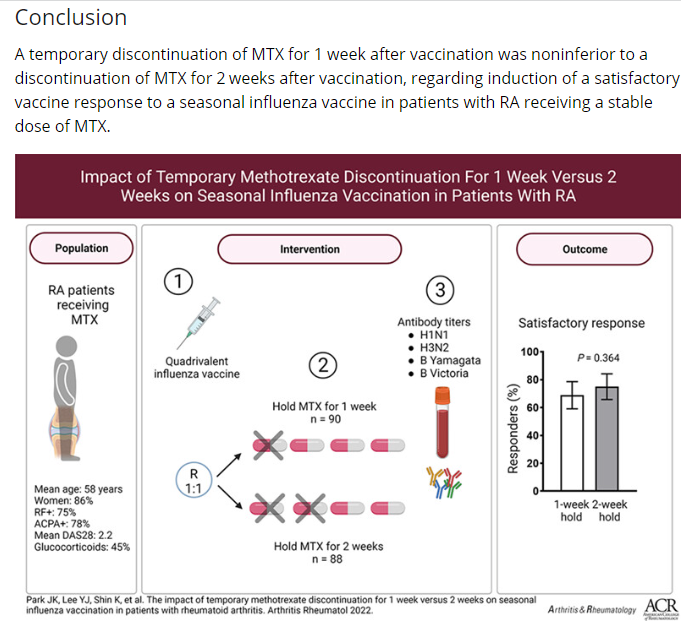 Conclusion
A temporary discontinuation of MTX for 1 week after vaccination was noninferior to a
discontinuation of MTX for 2 weeks after vaccination, regarding induction of a satisfactory
vaccine response to a seasonal influenza vaccine in patients with RA receiving a stable
dose of MTX.
Impact of Temporary Methotrexate Discontinuation For 1 Week Versus 2
Weeks on Seasonal Influenza Vaccination in Patients With RA
Population
RA patients
receiving
MTX
Mean age: 58 years
Women: 86%
RF+: 75%
ACPA+: 78%
Mean DAS28: 2.2
Glucocorticoids: 45%
Intervention
1
Quadrivalent
influenza vaccine
2
Hold MTX for 1 week
n = 90
R
1:1
Hold MTX for 2 weeks
n = 88
3
Antibody titers
• H1N1
• H3N2
• B Yamagata
• B Victoria
Outcome
Satisfactory response
P = 0.364
Responders (%)
100
80
60
40
20
0
1-week 2-week
hold hold
Park JK, Lee YJ, Shin K, et al. The impact of temporary methotrexate discontinuation for 1 week versus 2 weeks on seasonal
influenza vaccination in patients with rheumatoid arthritis. Arthritis Rheumatol 2022.
Arthritis & Rheumatology
ACR
AMERICAN COLLEGE
of RHEUMATOLOGY